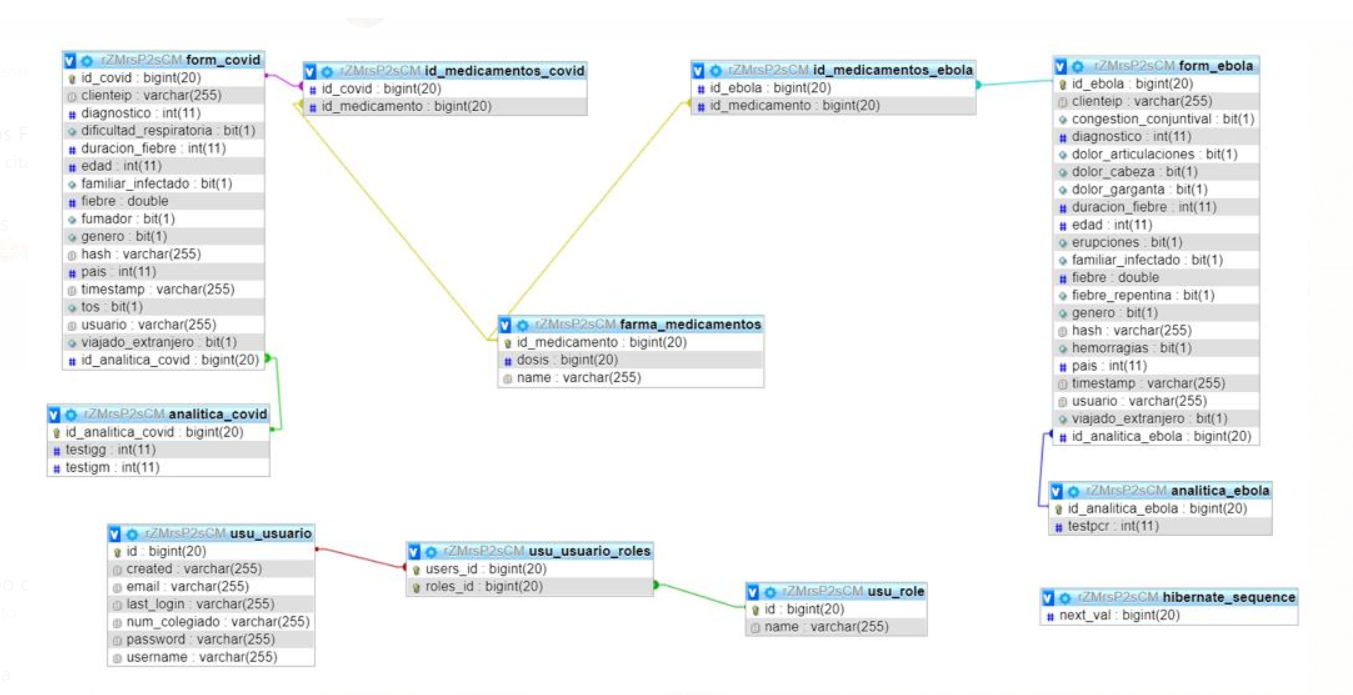 rZMrsP2sCM form_covid
id_covid : bigint(20)
clienteip : varchar(255)
diagnostico : int(11)
dificultad_respiratoria : bit(1)
duracion_fiebre : int(11)
edad : int(11)
familiar_infectado : bit(1)
fiebre : double
fumador : bit(1)
genero : bit(1)
hash : varchar(255)
pais : int(11)
timestamp : varchar(255)
tos : bit(1)
usuario : varchar(255)
viajado_extranjero : bit(1)
id_analitica_covid : bigint(20)
rZMrsP2sCM id_medicamentos_covid
id_covid : bigint(20)
id_medicamento : bigint(20)
rZMrsP2sCM id_medicamentos_ebola
id_ebola : bigint(20)
id_medicamento : bigint(20)
rZMrsP2sCM form_ebola
id_ebola : bigint(20)
clienteip : varchar(255)
congestion_conjuntival : bit(1)
diagnostico : int(11)
dolor_articulaciones : bit(1)
dolor_cabeza : bit(1)
dolor_garganta : bit(1)
duracion_fiebre : int(11)
edad : int(11)
erupciones : bit(1)
familiar_infectado : bit(1)
fiebre : double
fiebre_repentina : bit(1)
genero : bit(1)
hash : varchar(255)
hemorragias : bit(1)
pais : int(11)
timestamp : varchar(255)
usuario : varchar(255)
viajado_extranjero : bit(1)
id_analitica_ebola : bigint(20)
rZMrsP2sCM farma_medicamentos
id_medicamento : bigint(20)
dosis : bigint(20)
name : varchar(255)
rZMrsP2sCM analitica_covid
id_analitica_covid : bigint(20)
testigg : int(11)
testigm : int(11)
rZMrsP2sCM analitica_ebola
id_analitica_ebola : bigint(20)
testpcr : int(11)
rZMrsP2sCM usu_usuario
id : bigint(20)
created : varchar(255)
email : varchar(255)
last_login : varchar(255)
num_colegiado : varchar(255)
password : varchar(255)
username : varchar(255)
rZMrsP2sCM usu_usuario_roles
users_id : bigint(20)
roles_id : bigint(20)
rZMrsP2sCM usu_role
id : bigint(20)
name : varchar(255)
rZMrsP2sCM hibernate_sequence
next_val : bigint(20)